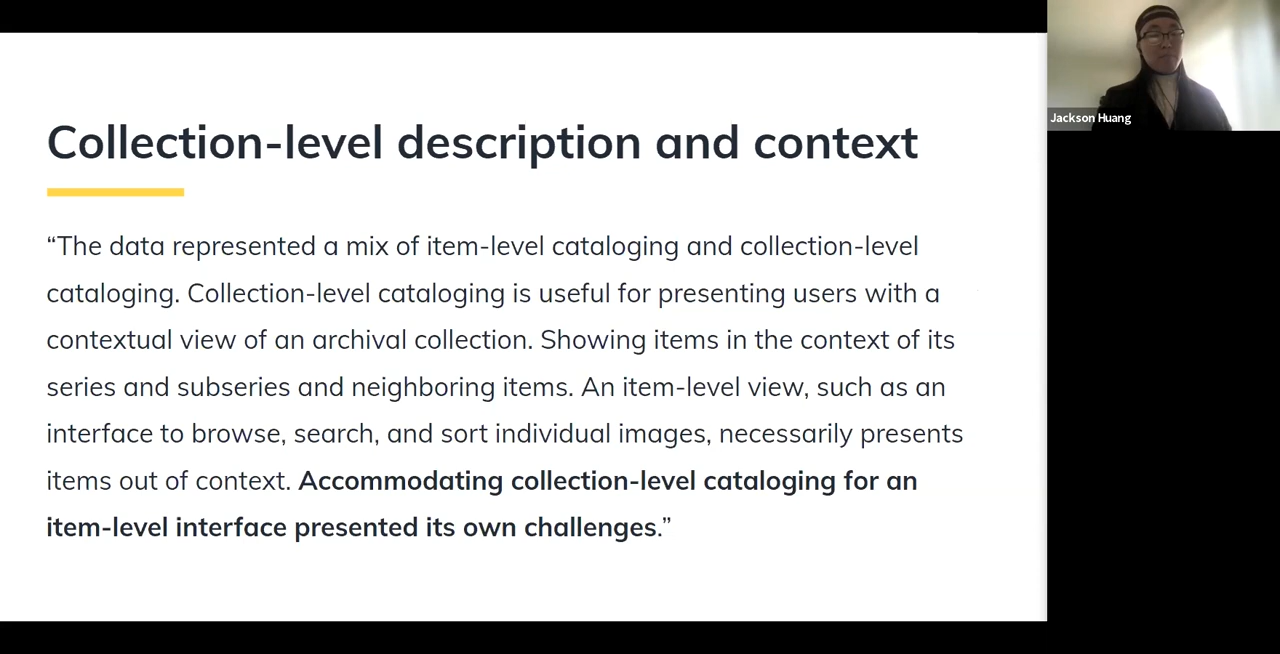 Collection-level description and context
“The data represented a mix of item-level cataloging and collection-level
cataloging. Collection-level cataloging is useful for presenting users with a
contextual view of an archival collection. Showing items in the context of its
series and subseries and neighboring items. An item-level view, such as an
interface to browse, search, and sort individual images, necessarily presents
items out of context. Accommodating collection-level cataloging for an
item-level interface presented its own challenges.”
Jackson Huang